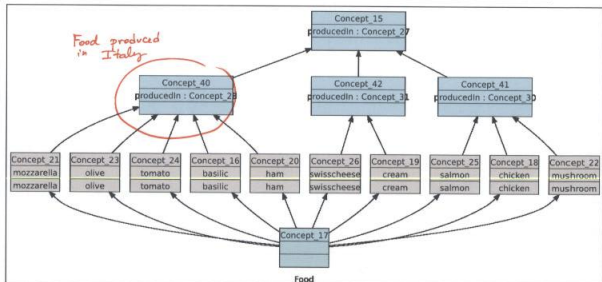 Concept_15
producedIn : Concept_27
Food produced
in Italy
Concept_40
producedIn : Concept_28
Concept_42
producedIn : Concept_31
Concept_41
producedIn : Concept_30
Concept_21
mozzarella
mozzarella
Concept_23
olive
olive
Concept_24
tomato
tomato
Concept_16
basilic
basilic
Concept_20
ham
ham
Concept_26
swisscheese
swisscheese
Concept_19
cream
cream
Concept_25
salmon
salmon
Concept_18
chicken
chicken
Concept_22
mushroom
mushroom
Concept_17
Food